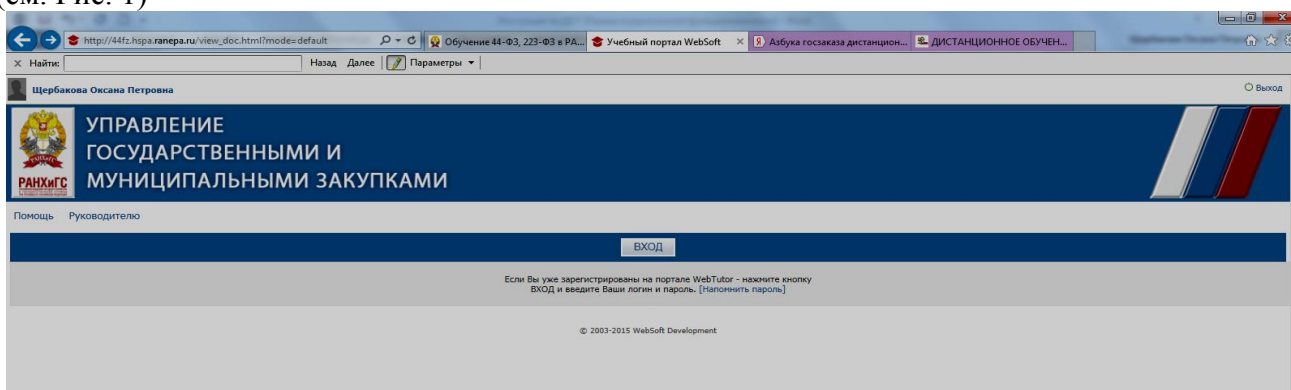 (см. Рис. 1)
http://44fz.hspa.ranepa.ru/view_doc.html?mode=default
Обучение 44-ФЗ, 223-ФЗ в РА...
Учебный портал WebSoft
Азбука госзаказа дистанцион...
ДИСТАНЦИОННОЕ ОБУЧЕН...
Найти:
Назад Далее Параметры
Щербакова Оксана Петровна
Выход
УПРАВЛЕНИЕ
ГОСУДАРСТВЕННЫМИ И
МУНИЦИПАЛЬНЫМИ ЗАКУПКАМИ
РАНХиГС
Помощь Руководителю
ВХОД
Если Вы уже зарегистрированы на портале WebTutor - нажмите кнопку
ВХОД и введите Ваши логин и пароль. [Напомнить пароль]
© 2003-2015 WebSoft Development